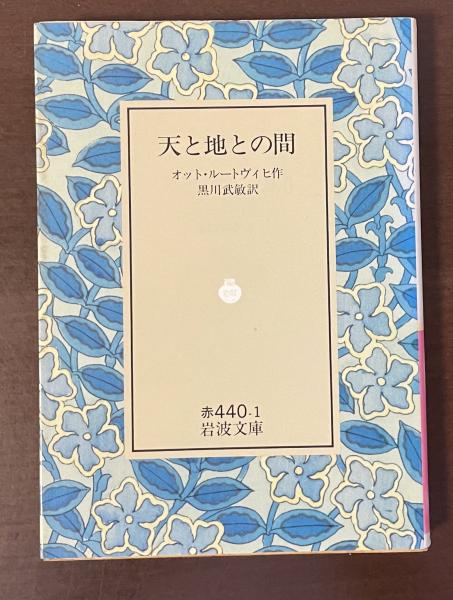 天と地との間
オット・ルートヴィヒ作
黒川武敏訳
赤440-1
岩波文庫